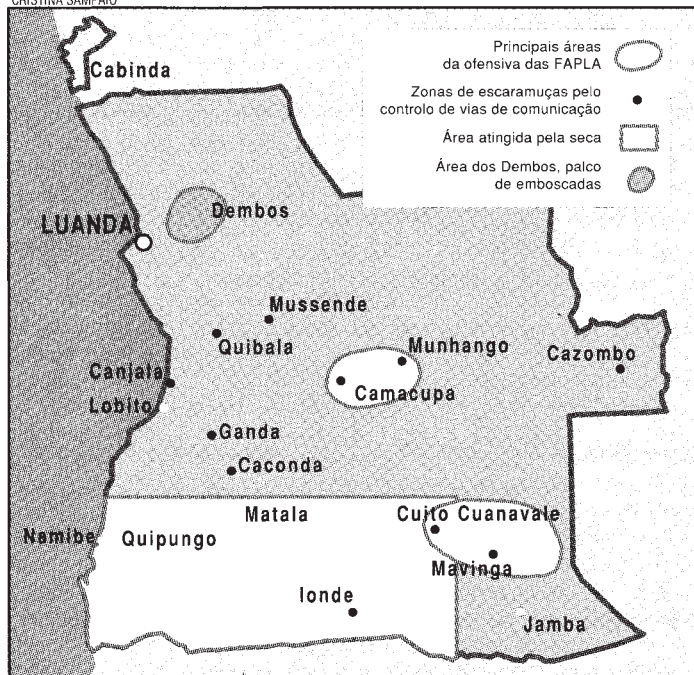 CRISTINA SAMPAIO
Principais áreas
da ofensiva das FAPLA
Zonas de escaramuças pelo
controlo de vias de comunicação
Área atingida pela seca
Área dos Dembos, palco
de emboscadas
Cabinda
LUANDA
Dembos
Mussende
Quibala
Munhango
Cazombo
Canjala
Camacupa
Lobito
Ganda
Caconda
Matala
Cuito Cuanavale
Namibe
Quipungo
Mavinga
Ionde
Jamba